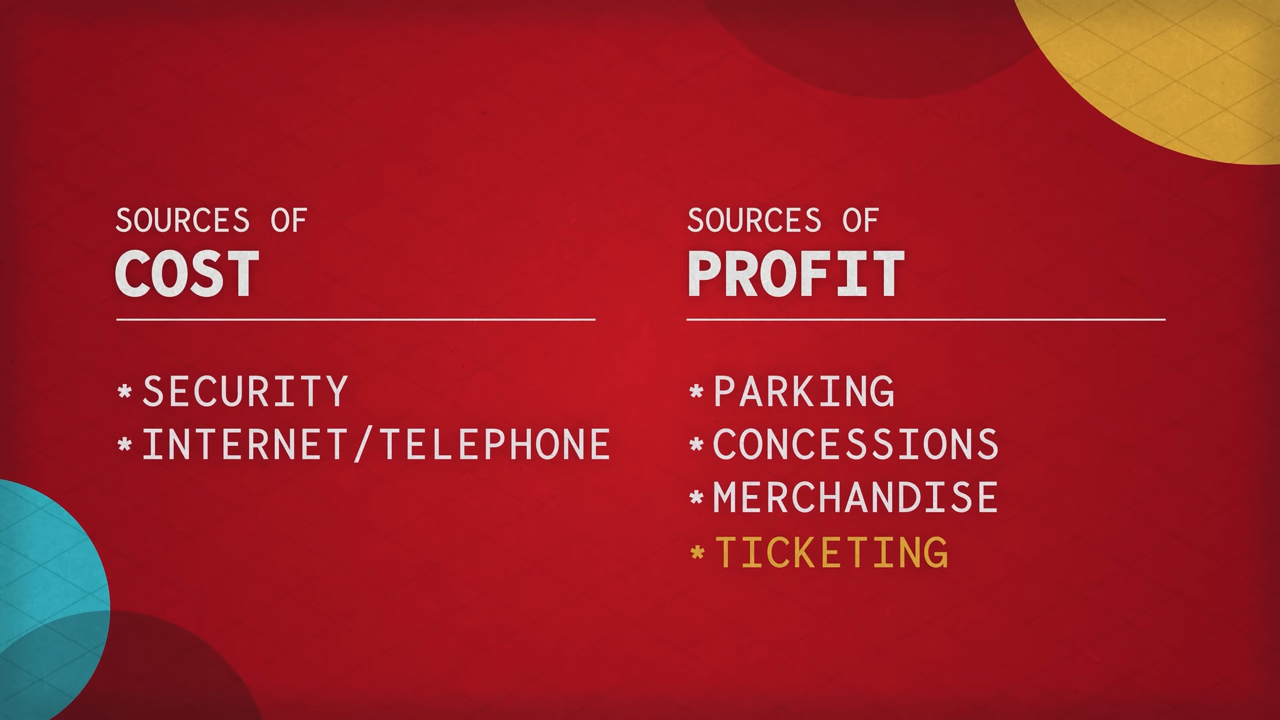 SOURCES OF
COST
* SECURITY
* INTERNET/TELEPHONE
SOURCES OF
PROFIT
* PARKING
* CONCESSIONS
* MERCHANDISE
* TICKETING